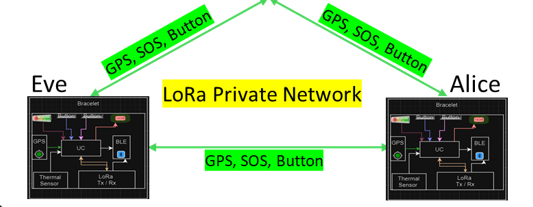 GPS, SOS, Button
GPS, SOS, Button
Eve
LoRa Private Network
Alice
Bracelet
GPS
UC
BLE
Thermal
Sensor
LoRa
Tx / Rx
GPS, SOS, Button
Bracelet
GPS
UC
BLE
Thermal
Sensor
LoRa
Tx / Rx